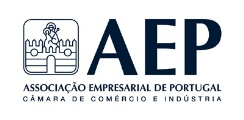 AEP
ASSOCIAÇÃO EMPRESARIAL DE PORTUGAL
CÂMARA DE COMÉRCIO E INDÚSTRIA